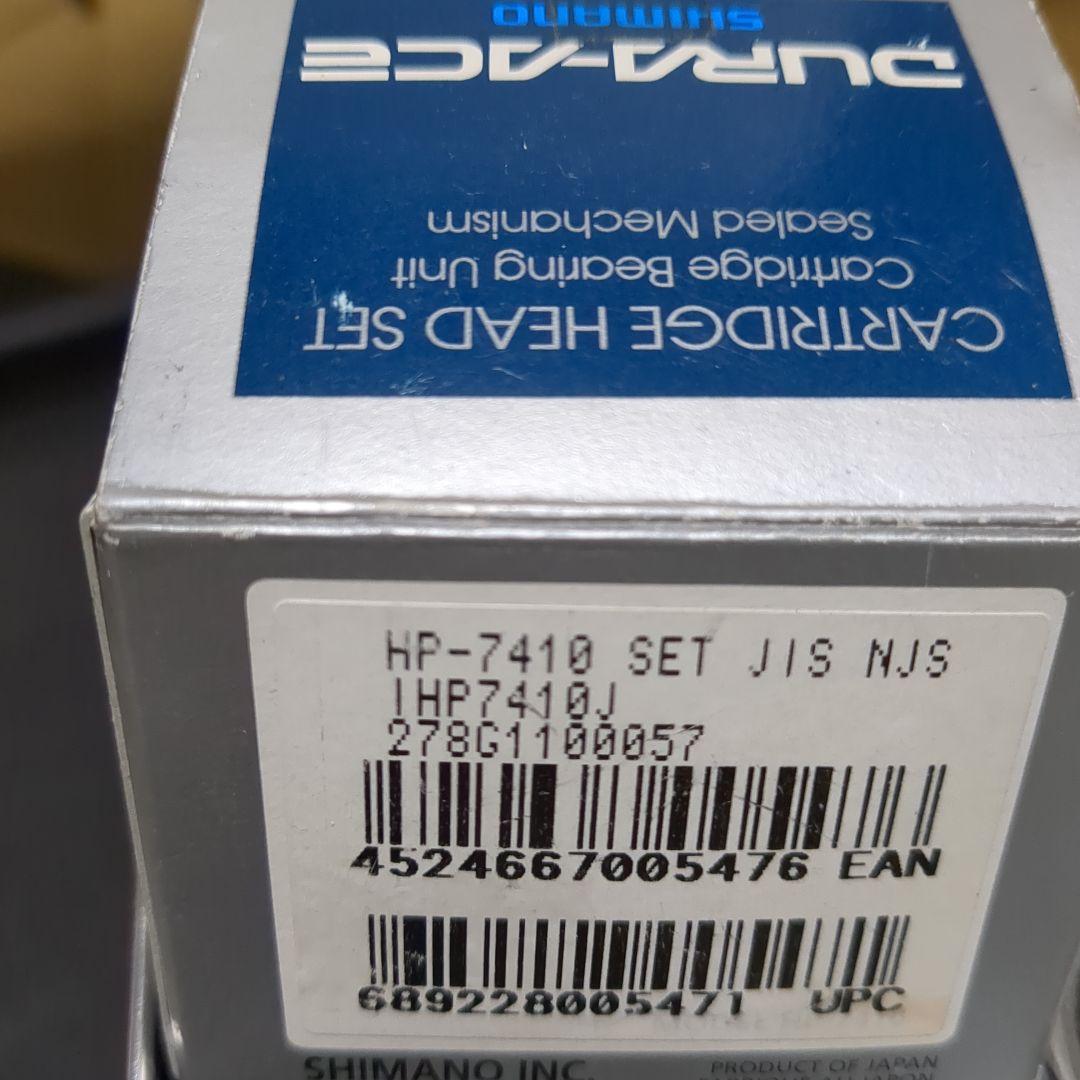 CARTRIDGE HEAD SET
Cartridge Bearing Unit
Sealed Mechanism
DURA-ACE
SHIMANO
HP-7410 SET JIS NJS
IHP7410J
278G1100057
4524667005476 EAN
689228005471 UPC
SHIMANO INC.
PRODUCT OF JAPAN